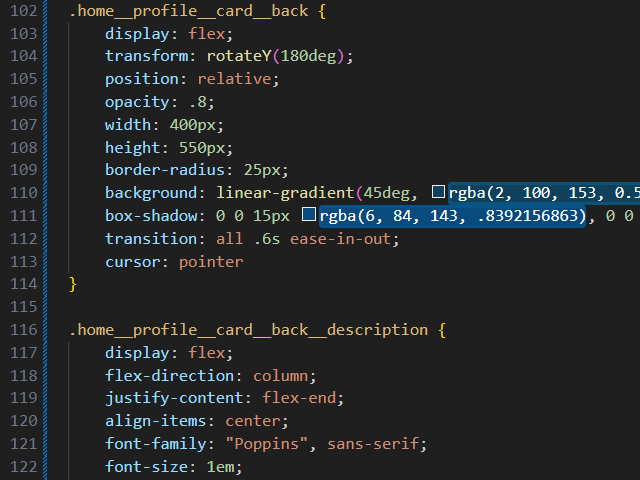 102 .home__profile__card__back {
103 display: flex;
104 transform: rotateY(180deg);
105 position: relative;
106 opacity: .8;
107 width: 400px;
108 height: 550px;
109 border-radius: 25px;
110 background: linear-gradient(45deg, rgba(2, 100, 153, 0.5
111 box-shadow: 0 0 15px rgba(6, 84, 143, .8392156863), 0 0
112 transition: all .6s ease-in-out;
113 cursor: pointer
114 }
115
116 .home__profile__card__back__description {
117 display: flex;
118 flex-direction: column;
119 justify-content: flex-end;
120 align-items: center;
121 font-family: "Poppins", sans-serif;
122 font-size: 1em;